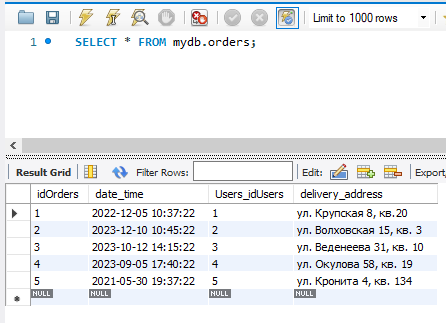 Limit to 1000 rows
1 SELECT * FROM mydb.orders;
Result Grid Filter Rows: Edit: Export
idOrders date_time Users_idUsers delivery_address
1 2022-12-05 10:37:22 1 ул. Крупская 8, кв.20
2 2023-12-10 10:45:22 2 ул. Волховская 15, кв. 3
3 2023-10-12 14:15:22 3 ул. Веденеева 31, кв. 10
4 2023-09-05 17:40:22 4 ул. Окулова 58, кв. 19
5 2021-05-30 19:37:22 5 ул. Кронита 4, кв. 134
NULL NULL NULL NULL